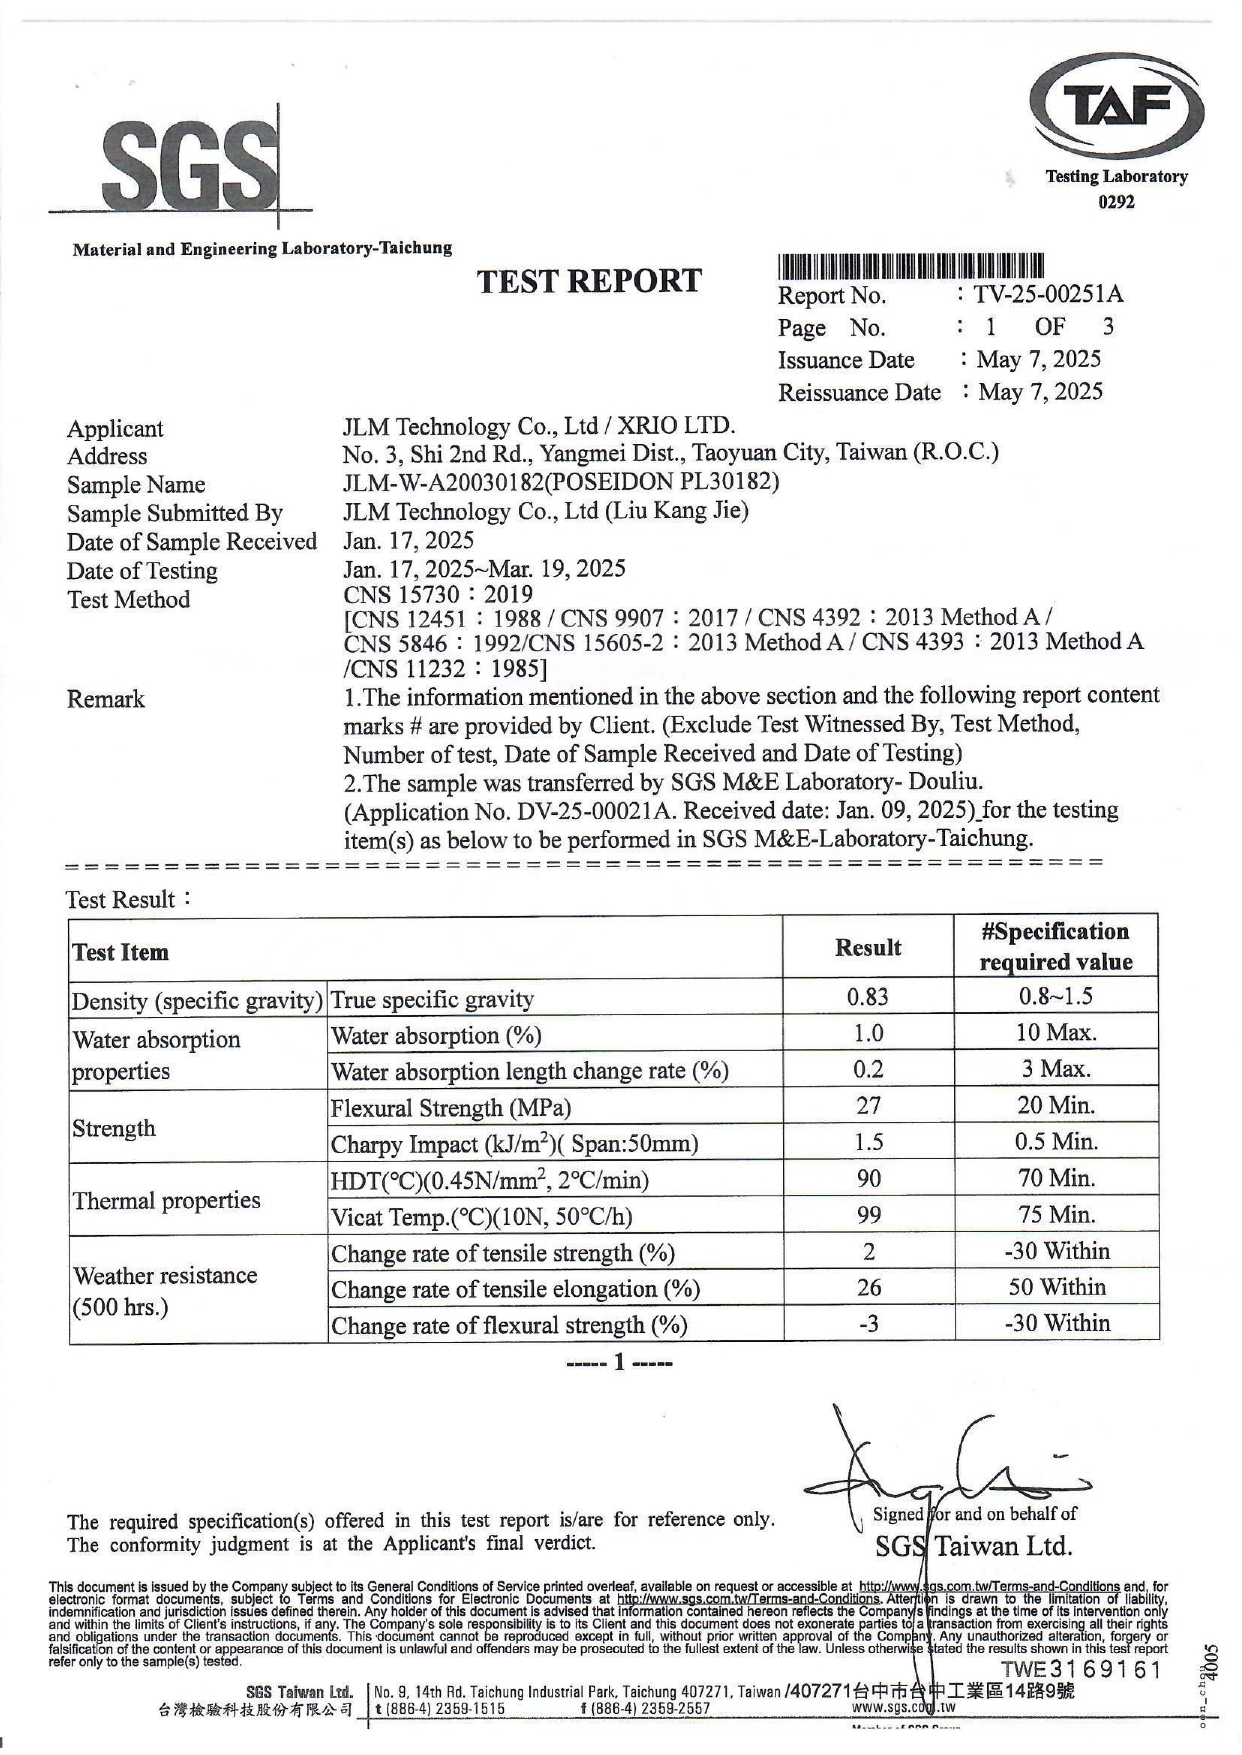 SGS
TAF
Testing Laboratory
0292
Material and Engineering Laboratory-Taichung
TEST REPORT
Report No. : TV-25-00251A
Page No. : 1 OF 3
Issuance Date : May 7, 2025
Reissuance Date : May 7, 2025
Applicant JLM Technology Co., Ltd / XRIO LTD.
Address No. 3, Shi 2nd Rd., Yangmei Dist., Taoyuan City, Taiwan (R.O.C.)
Sample Name JLM-W-A20030182(POSEIDON PL30182)
Sample Submitted By JLM Technology Co., Ltd (Liu Kang Jie)
Date of Sample Received Jan. 17, 2025
Date of Testing Jan. 17, 2025~Mar. 19, 2025
Test Method CNS 15730：2019
[CNS 12451：1988 / CNS 9907：2017 / CNS 4392：2013 Method A /
CNS 5846：1992/CNS 15605-2：2013 Method A / CNS 4393：2013 Method A
/CNS 11232：1985]
Remark 1.The information mentioned in the above section and the following report content
marks # are provided by Client. (Exclude Test Witnessed By, Test Method,
Number of test, Date of Sample Received and Date of Testing)
2.The sample was transferred by SGS M&E Laboratory- Douliu.
(Application No. DV-25-00021A. Received date: Jan. 09, 2025) for the testing
item(s) as below to be performed in SGS M&E-Laboratory-Taichung.
Test Result：
Test Item Result #Specification required value
Density (specific gravity) True specific gravity 0.83 0.8~1.5
Water absorption properties Water absorption (%) 1.0 10 Max.
Water absorption length change rate (%) 0.2 3 Max.
Strength Flexural Strength (MPa) 27 20 Min.
Charpy Impact (kJ/m²)( Span:50mm) 1.5 0.5 Min.
Thermal properties HDT(℃)(0.45N/mm², 2℃/min) 90 70 Min.
Vicat Temp.(℃)(10N, 50℃/h) 99 75 Min.
Weather resistance (500 hrs.) Change rate of tensile strength (%) 2 -30 Within
Change rate of tensile elongation (%) 26 50 Within
Change rate of flexural strength (%) -3 -30 Within
----- 1 -----
The required specification(s) offered in this test report is/are for reference only.
The conformity judgment is at the Applicant's final verdict.
Signed for and on behalf of
SGS Taiwan Ltd.
This document is issued by the Company subject to its General Conditions of Service printed overleaf, available on request or accessible at http://www.sgs.com.tw/Terms-and-Conditions and, for
electronic format documents, subject to Terms and Conditions for Electronic Documents at http://www.sgs.com.tw/Terms-and-Conditions. Attention is drawn to the limitation of liability,
indemnification and jurisdiction issues defined therein. Any holder of this document is advised that information contained hereon reflects the Company's findings at the time of its intervention only
and within the limits of Client's instructions, if any. The Company's sole responsibility is to its Client and this document does not exonerate parties to a transaction from exercising all their rights
and obligations under the transaction documents. This document cannot be reproduced except in full, without prior written approval of the Company. Any unauthorized alteration, forgery or
falsification of the content or appearance of this document is unlawful and offenders may be prosecuted to the fullest extent of the law. Unless otherwise stated the results shown in this test report
refer only to the sample(s) tested.
TWE3169161
SGS Taiwan Ltd. No. 9, 14th Rd. Taichung Industrial Park, Taichung 407271, Taiwan /407271台中市台中工業區14路9號
台灣檢驗科技股份有限公司 t (886-4) 2359-1515 f (886-4) 2359-2657 www.sgs.com.tw
4005